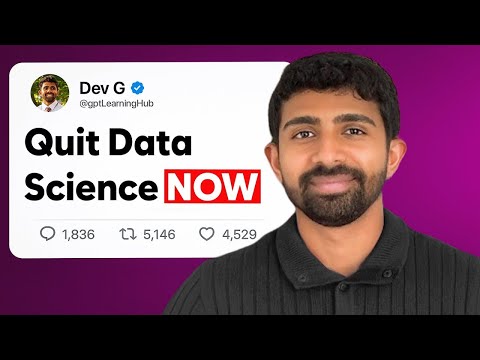 Dev G
@gptLearningHub
Quit Data
Science NOW
1,836 5,146 4,529